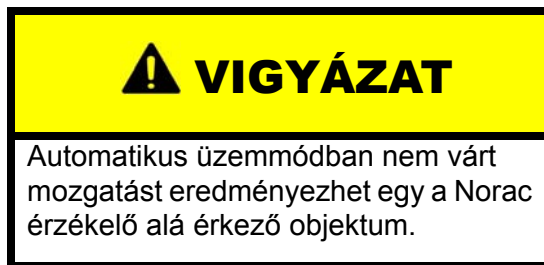 VIGYÁZAT
Automatikus üzemmódban nem várt
mozgatást eredményezhet egy a Norac
érzékelő alá érkező objektum.